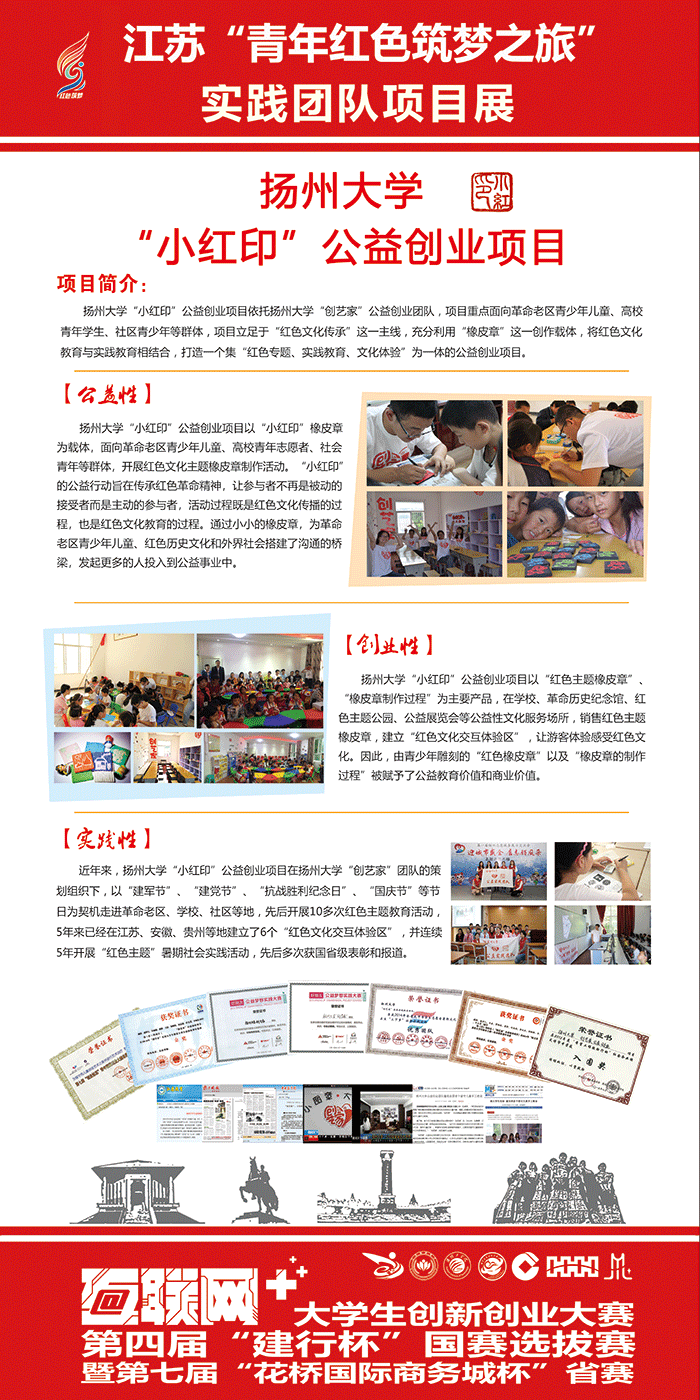 江苏“青年红色筑梦之旅”
红色筑梦
实践团队项目展
扬州大学
小红印
“小红印”公益创业项目
项目简介：
扬州大学“小红印”公益创业项目依托扬州大学“创艺家”公益创业团队，项目重点面向革命老区青少年儿童、高校
青年学生、社区青少年等群体，项目立足于“红色文化传承”这一主线，充分利用“橡皮章”这一创作载体，将红色文化
教育与实践教育相结合，打造一个集“红色专题、实践教育、文化体验”为一体的公益创业项目。
【公益性】
扬州大学“小红印”公益创业项目以“小红印”橡皮章
为载体，面向革命老区青少年儿童、高校青年志愿者、社会
青年等群体，开展红色文化主题橡皮章制作活动。“小红印”
的公益行动旨在传承红色革命精神，让参与者不再是被动的
接受者而是主动的参与者，活动过程既是红色文化传播的过
程，也是红色文化教育的过程。通过小小的橡皮章，为革命
老区青少年儿童、红色历史文化和外界社会搭建了沟通的桥
梁，发起更多的人投入到公益事业中。
【创业性】
扬州大学“小红印”公益创业项目以“红色主题橡皮章”、
“橡皮章制作过程”为主要产品，在学校、革命历史纪念馆、红
色主题公园、公益展览会等公益性文化服务场所，销售红色主题
橡皮章，建立“红色文化交互体验区”，让游客体验感受红色文
化。因此，由青少年雕刻的“红色橡皮章”以及“橡皮章的制作
过程”被赋予了公益教育价值和商业价值。
【实践性】
近年来，扬州大学“小红印”公益创业项目在扬州大学“创艺家”团队的策
划组织下，以“建军节”、“建党节”、“抗战胜利纪念日”、“国庆节”等节
日为契机走进革命老区、学校、社区等地，先后开展10多次红色主题教育活动，
5年来已经在江苏、安徽、贵州等地建立了6个“红色文化交互体验区”，并连续
5年开展“红色主题”暑期社会实践活动，先后多次获国省级表彰和报道。
荣誉证书
获奖证书
公益梦想实践大赛
公益梦想实践大赛
荣誉证书
优秀团队
获奖证书
荣誉证书
入围奖
互联网++
大学生创新创业大赛
第四届“建行杯”国赛选拔赛
暨第七届“花桥国际商务城杯”省赛